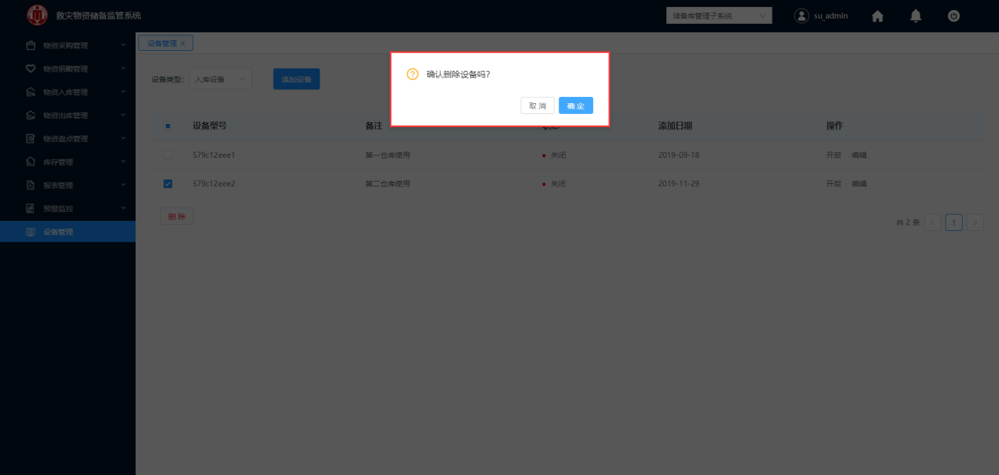 救灾物资储备监管系统
储备库管理子系统
su_admin
物资采购管理
物资捐赠管理
物资入库管理
物资出库管理
物资盘点管理
库存管理
报表管理
预警监控
设备管理
设备管理 ×
设备类型: 入库设备
添加设备
确认删除设备吗?
取 消 确 定
设备型号 备注 状态 添加日期 操作
579c12eee1 第一仓库使用 关闭 2019-09-18 开启 编辑
579c12eee2 第二仓库使用 关闭 2019-11-29 开启 编辑
删 除
共 2 条 < 1 >